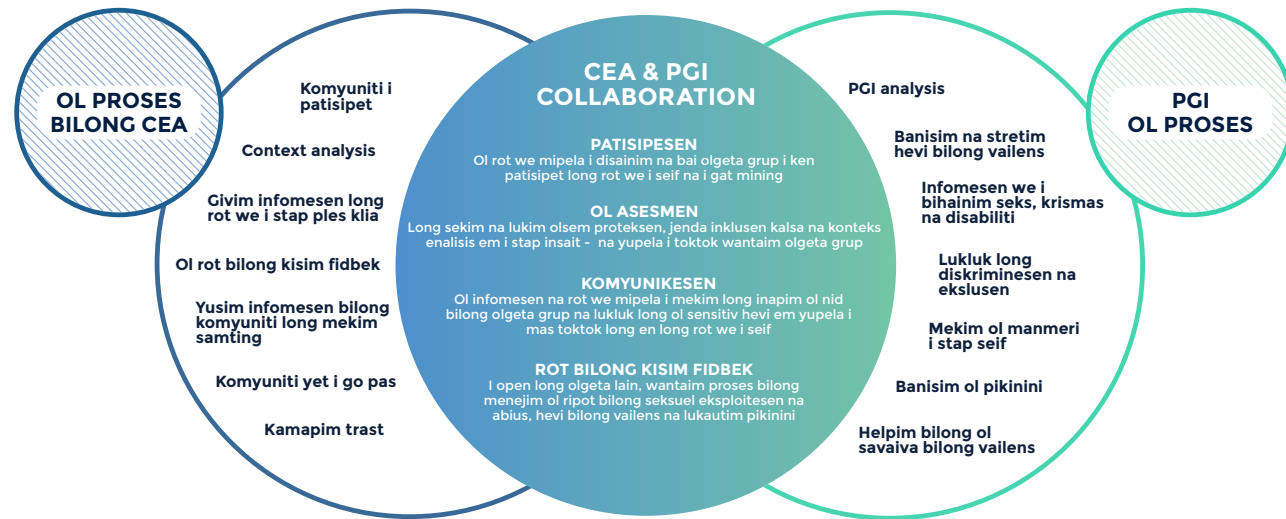 OL PROSES
BILONG CEA
Komyuniti i
patisipet
Context analysis
Givim infomesen long
rot we i stap ples klia
Ol rot bilong kisim fidbek
Yusim infomesen bilong
komyuniti long mekim
samting
Komyuniti yet i go pas
Kamapim trast
CEA & PGI
COLLABORATION
PATISIPESEN
Ol rot we mipela i disainim na bai olgeta grup i ken
patisipet long rot we i seif na i gat mining
OL ASESMEN
Long sekim na lukim olsem proteksen, jenda inklusen kalsa na konteks
enalisis em i stap insait - na yupela i toktok wantaim olgeta grup
KOMYUNIKESEN
Ol infomesen na rot we mipela i mekim long inapim ol nid
bilong olgeta grup na lukluk long ol sensitiv hevi em yupela i
mas toktok long en long rot we i seif
ROT BILONG KISIM FIDBEK
I open long olgeta lain, wantaim proses bilong
menejim ol ripot bilong seksuel eksploitesen na
abius, hevi bilong vailens na lukautim pikinini
PGI analysis
Banisim na stretim
hevi bilong vailens
Infomesen we i
bihainim seks, krismas
na disabiliti
Lukluk long
diskriminesen na
ekslusen
Mekim ol manmeri
i stap seif
Banisim ol pikinini
Helpim bilong ol
savaiva bilong vailens
PGI
OL PROSES